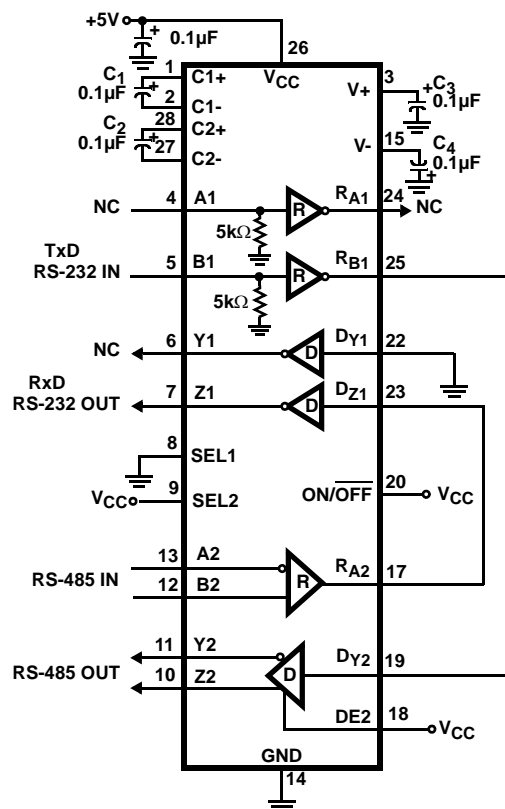 +5V
0.1µF
26
VCC
1
C1+
C1
0.1µF
2
C1-
28
C2+
C2
0.1µF
27
C2-
3
V+
C3
0.1µF
15
V-
C4
0.1µF
NC
4
A1
R
RA1
24
NC
5kΩ
TxD
RS-232 IN
5
B1
R
RB1
25
5kΩ
NC
6
Y1
D
DY1
22
RxD
RS-232 OUT
7
Z1
D
DZ1
23
8
SEL1
VCC
9
SEL2
ON/OFF
20
VCC
RS-485 IN
13
A2
12
B2
R
RA2
17
RS-485 OUT
11
Y2
10
Z2
D
DY2
19
DE2
18
VCC
GND
14